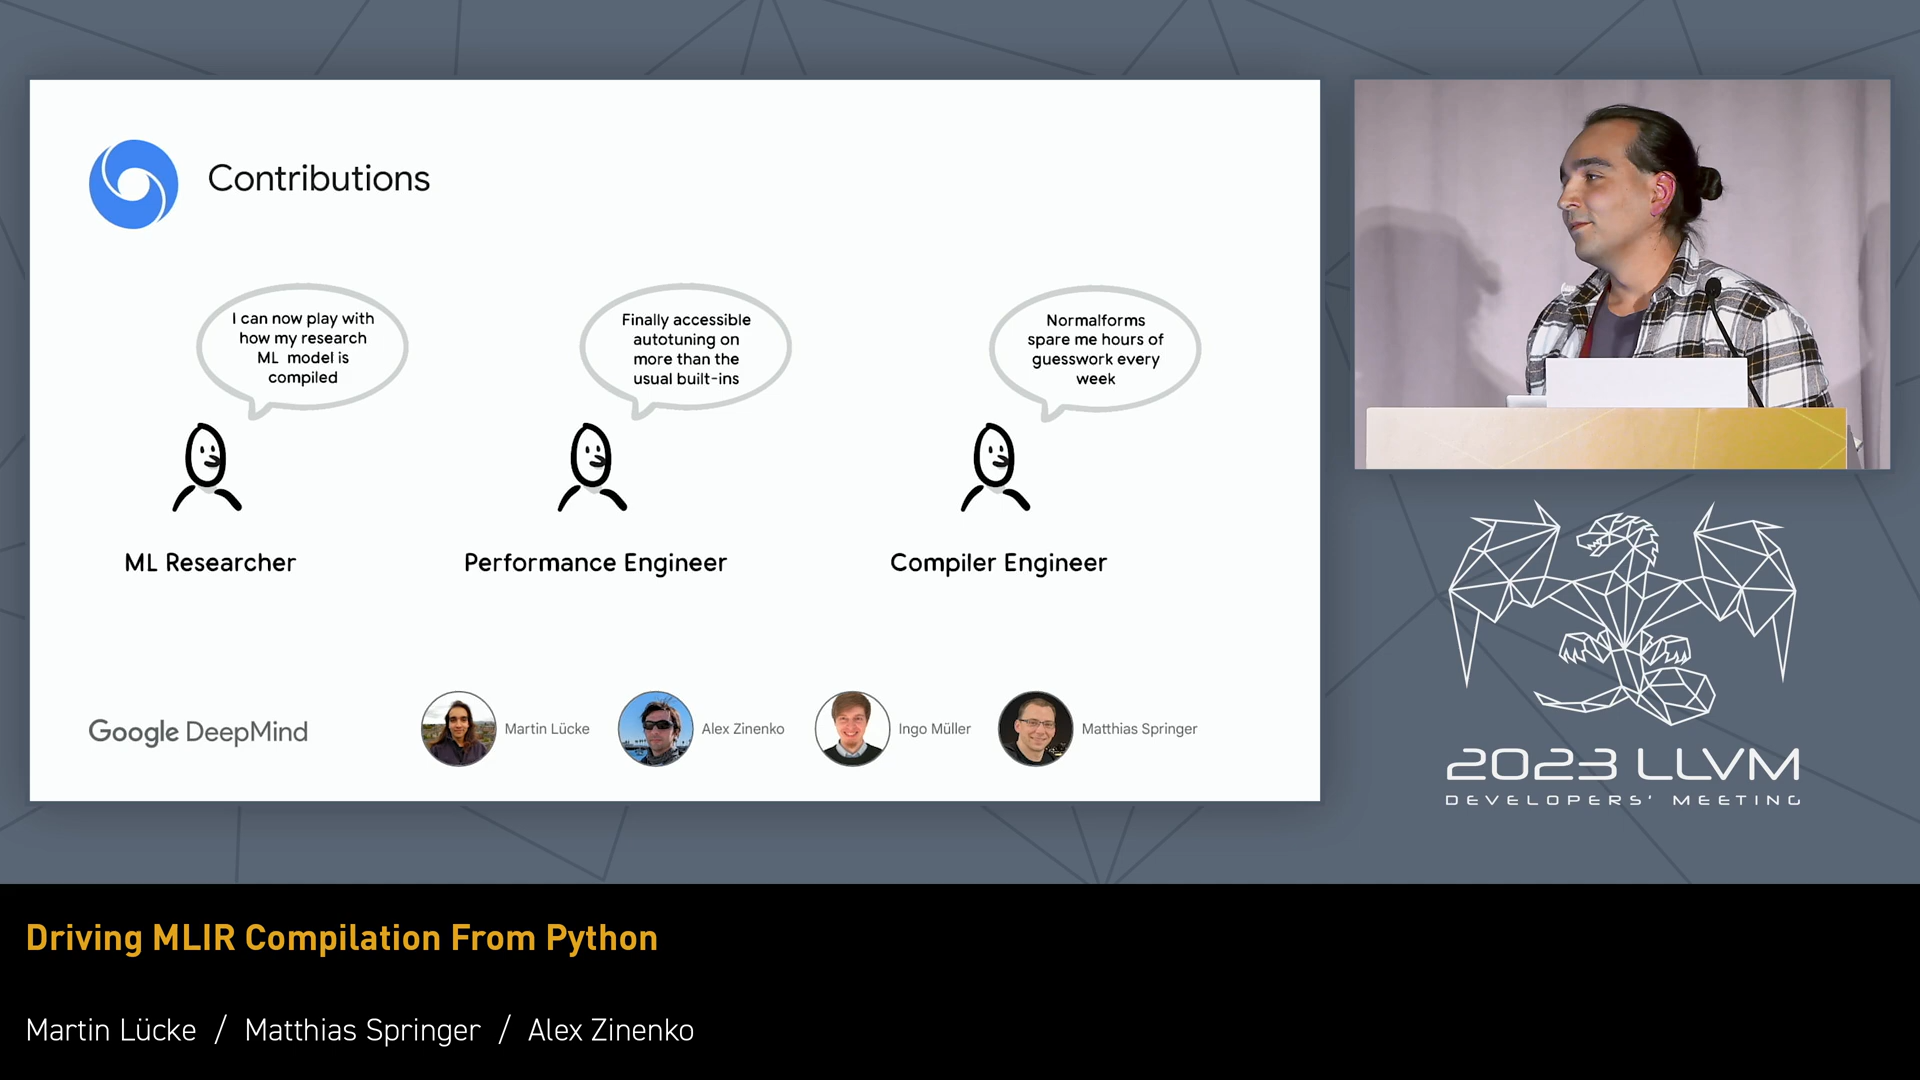 Contributions
I can now play with
how my research
ML model is
compiled
Finally accessible
autotuning on
more than the
usual built-ins
Normalforms
spare me hours of
guesswork every
week
ML Researcher
Performance Engineer
Compiler Engineer
Google DeepMind
Martin Lücke
Alex Zinenko
Ingo Müller
Matthias Springer
2023 LLVM
DEVELOPERS' MEETING
Driving MLIR Compilation From Python
Martin Lücke / Matthias Springer / Alex Zinenko